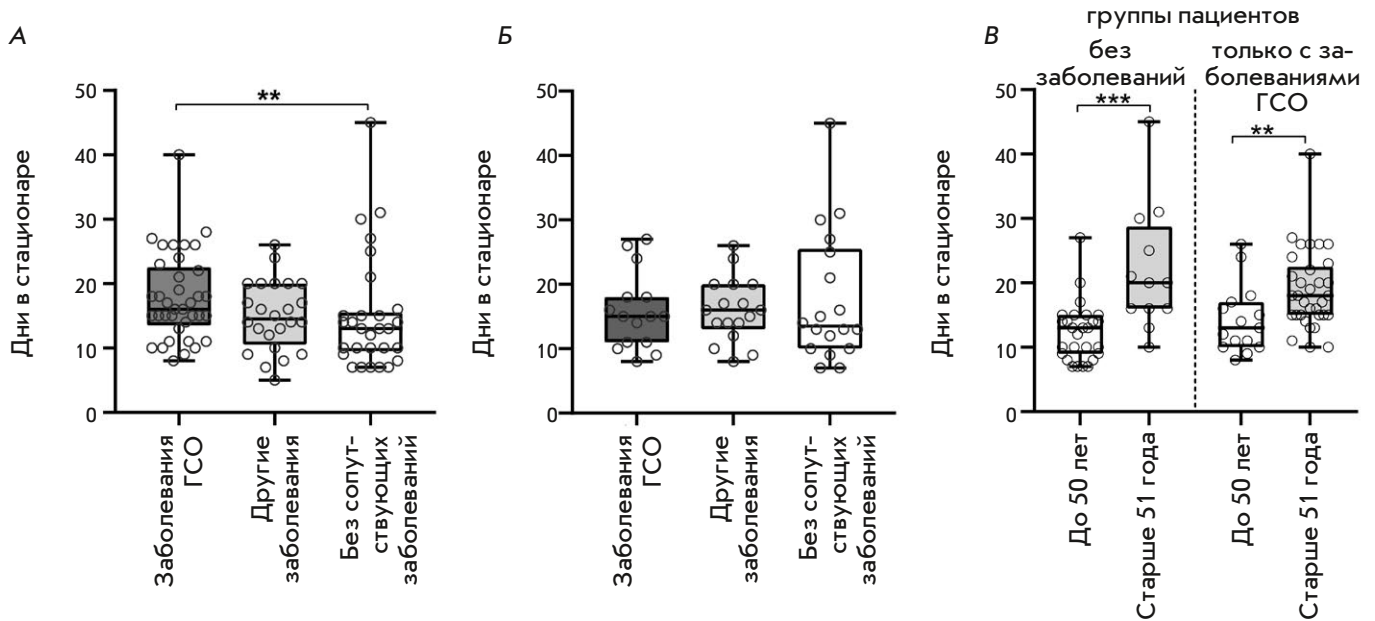 А
Дни в стационаре
50
40
30
20
10
0
**
Заболевания
ГСО
Другие
заболевания
Без сопут-
ствующих
заболеваний
Б
Дни в стационаре
50
40
30
20
10
0
Заболевания
ГСО
Другие
заболевания
Без сопут-
ствующих
заболеваний
В
группы пациентов
без
заболеваний
только с за-
болеваниями
ГСО
Дни в стационаре
50
40
30
20
10
0
***
**
До 50 лет
Старше 51 года
До 50 лет
Старше 51 года